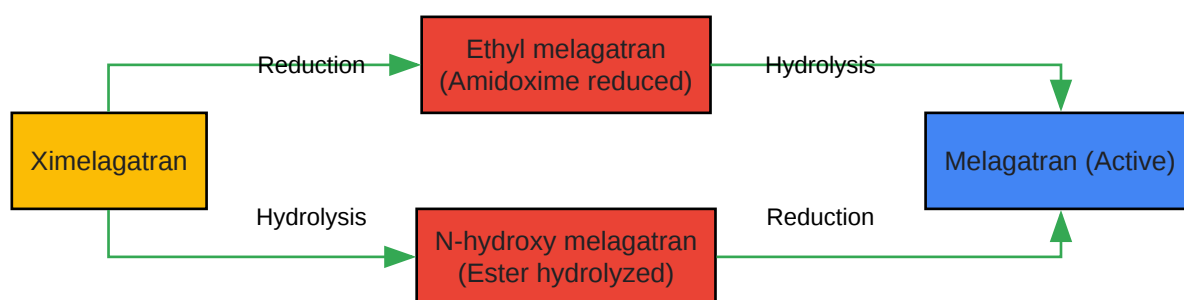 Ethyl melagatran
(Amidoxime reduced)
Reduction
Hydrolysis
Ximelagatran
Melagatran (Active)
Hydrolysis
Reduction
N-hydroxy melagatran
(Ester hydrolyzed)